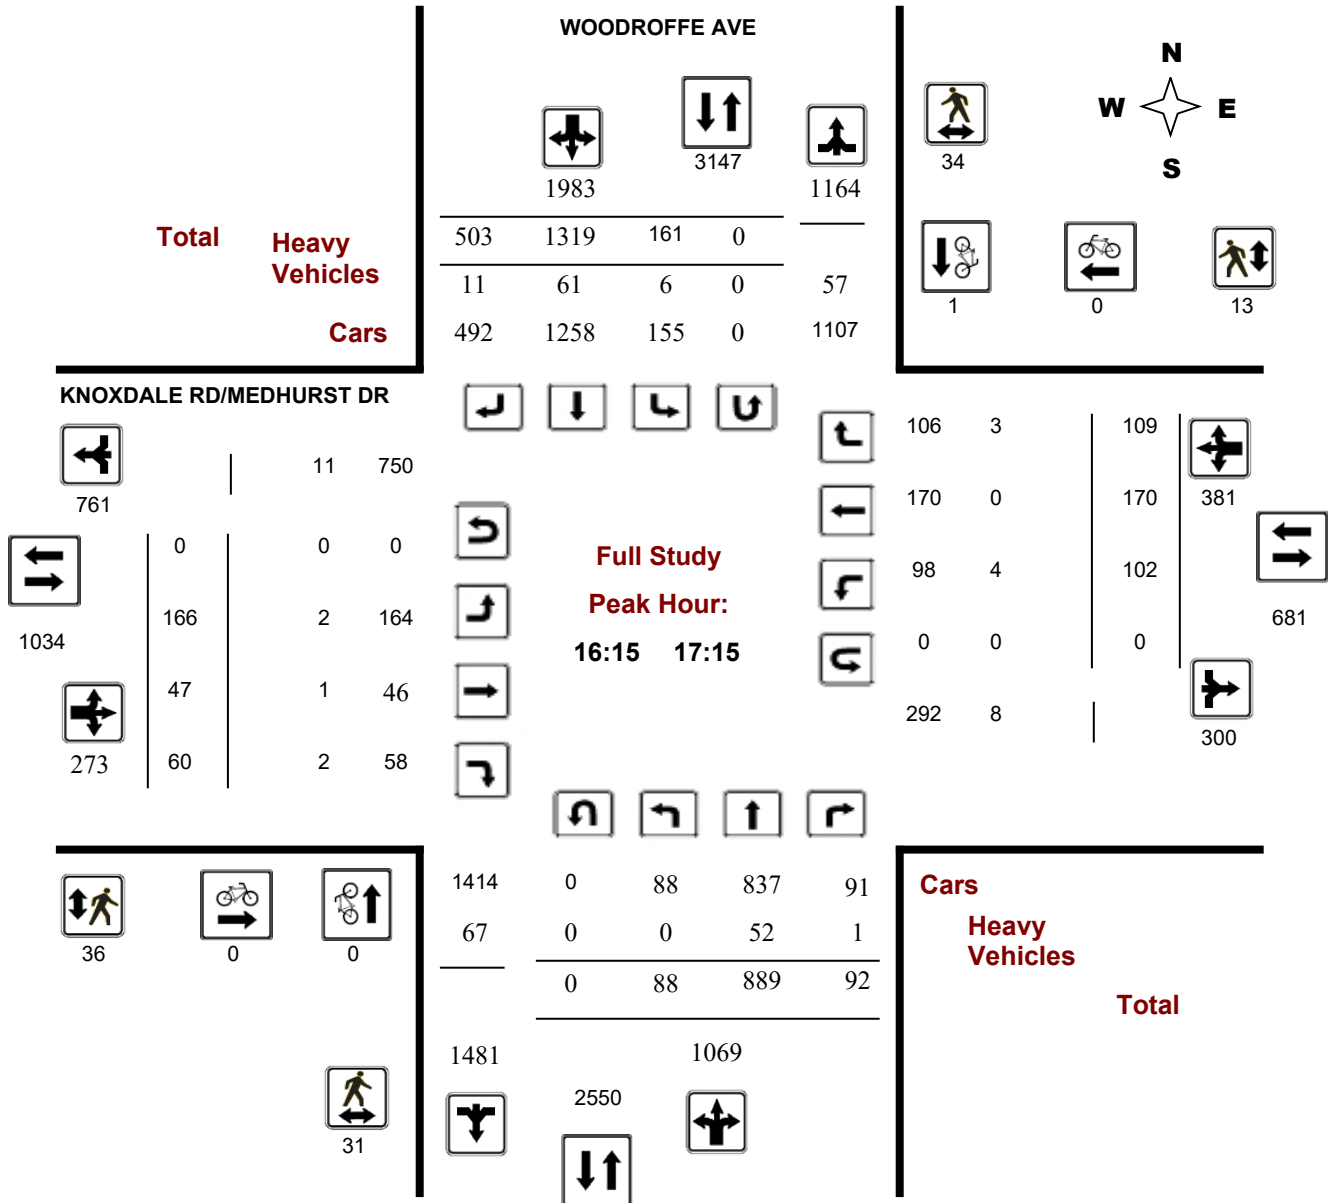 WOODROFFE AVE
N
W E
S
3147
34
1983 1164
Total Heavy Vehicles
503 1319 161 0
11 61 6 0 57
1 0 13
Cars
492 1258 155 0 1107
KNOXDALE RD/MEDHURST DR
106 3 109
11 750
761
170 0 170 381
0 0 0
Full Study
98 4 102
Peak Hour:
166 2 164
681
1034
16:15 17:15
0 0 0
47 1 46
292 8
300
273 60 2 58
1414 0 88 837 91
Cars
67 0 0 52 1
Heavy
Vehicles
36 0 0
0 88 889 92
Total
1481 1069
2550
31